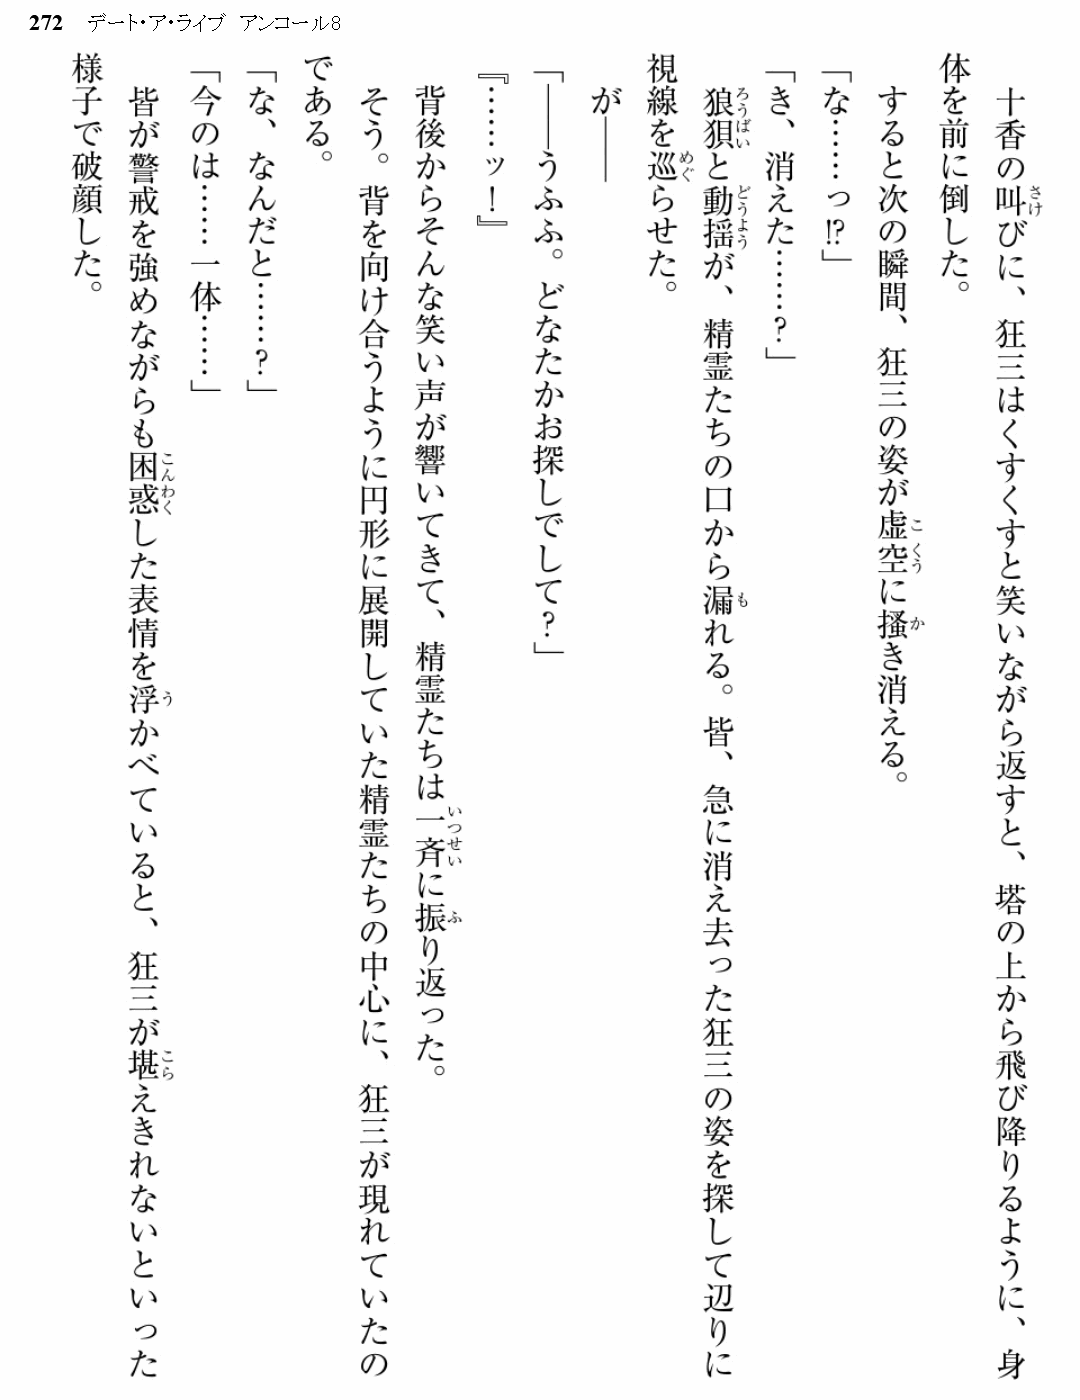 272 デート・ア・ライブ アンコール8
十香の叫びに、狂三はくすくすと笑いながら返すと、塔の上から飛び降りるように、身
体を前に倒した。
すると次の瞬間、狂三の姿が虚空に掻き消える。
「な……っ!?」
「き、消えた……?」
狼狽と動揺が、精霊たちの口から漏れる。皆、急に消え去った狂三の姿を探して辺りに
視線を巡らせた。
が――
「――うふふ。どなたかお探しでして?」
『……ッ!』
背後からそんな笑い声が響いてきて、精霊たちは一斉に振り返った。
そう。背を向け合うように円形に展開していた精霊たちの中心に、狂三が現れていたの
である。
「な、なんだと……?」
「今のは……一体……」
皆が警戒を強めながらも困惑した表情を浮かべていると、狂三が堪えきれないといった
様子で破顔した。